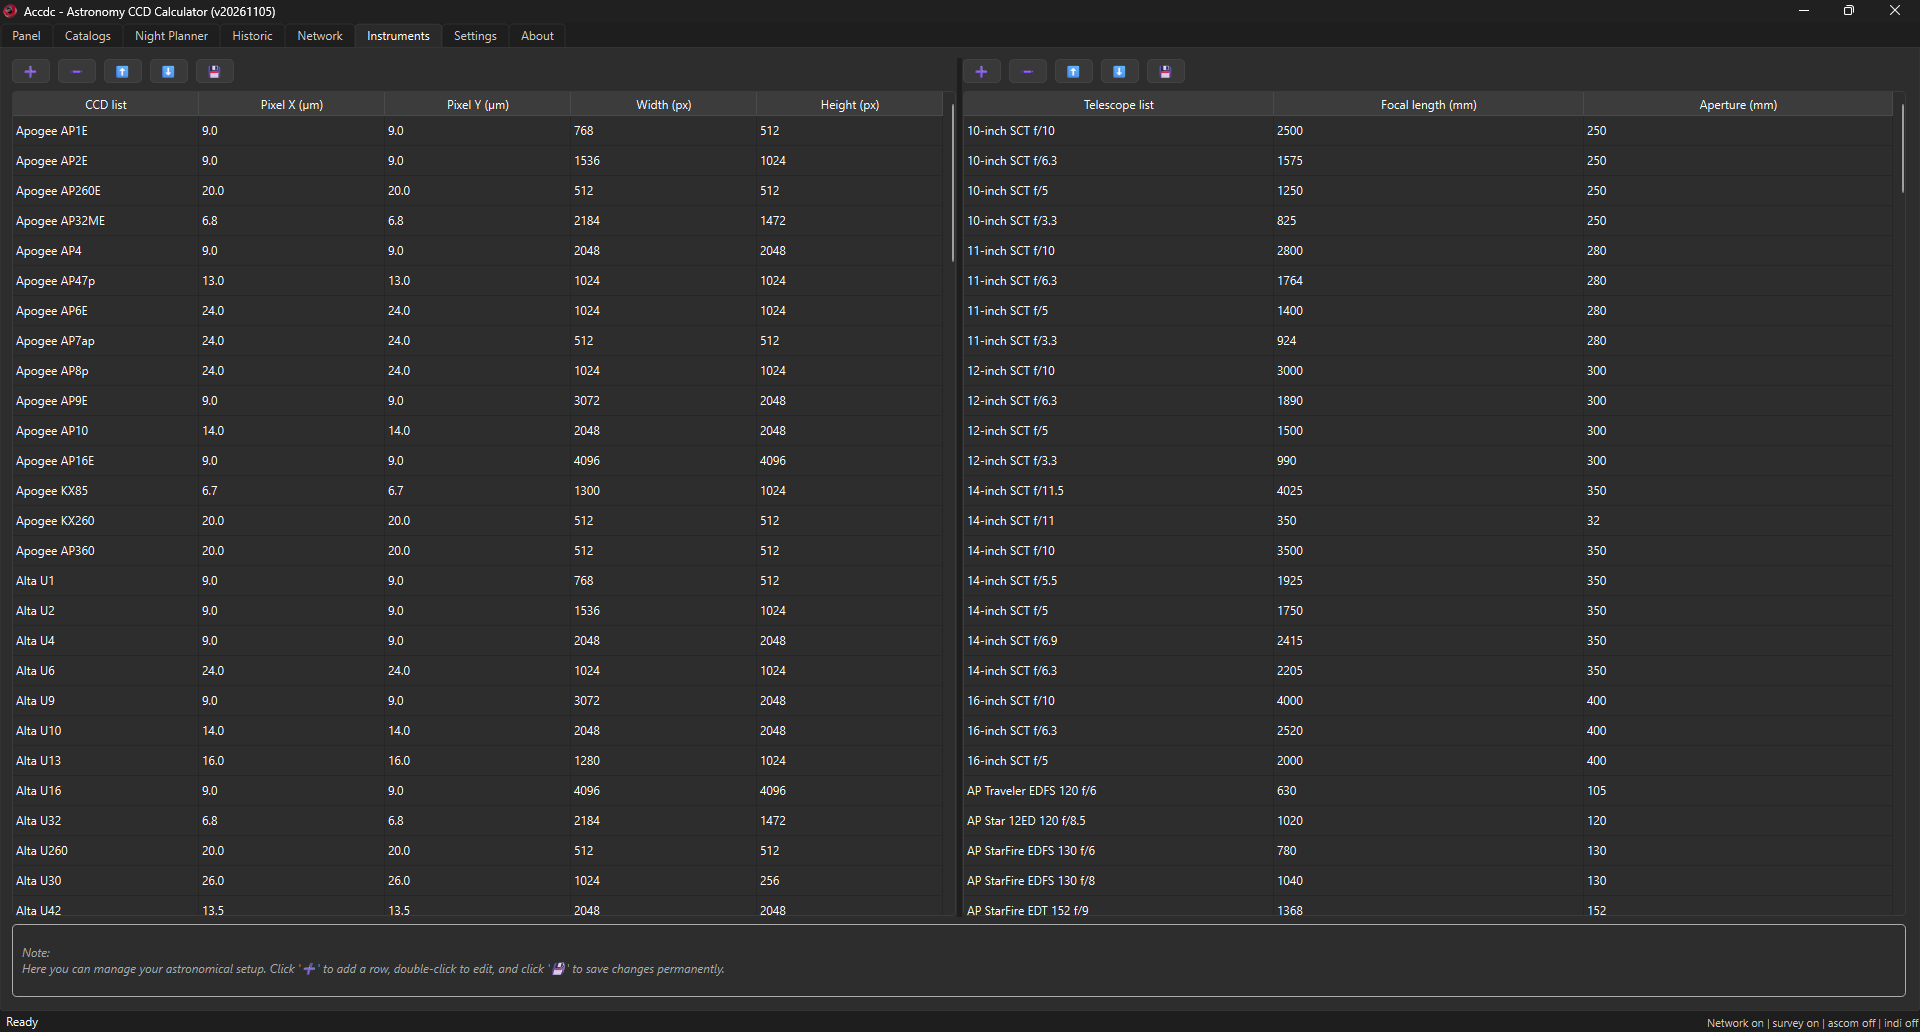 Accdc - Astronomy CCD Calculator (v20261105)
Panel Catalogs Night Planner Historic Network Instruments Settings About
CCD list Pixel X (µm) Pixel Y (µm) Width (px) Height (px)
Apogee AP1E 9.0 9.0 768 512
Apogee AP2E 9.0 9.0 1536 1024
Apogee AP260E 20.0 20.0 512 512
Apogee AP32ME 6.8 6.8 2184 1472
Apogee AP4 9.0 9.0 2048 2048
Apogee AP47p 13.0 13.0 1024 1024
Apogee AP6E 24.0 24.0 1024 1024
Apogee AP7ap 24.0 24.0 512 512
Apogee AP8p 24.0 24.0 1024 1024
Apogee AP9E 9.0 9.0 3072 2048
Apogee AP10 14.0 14.0 2048 2048
Apogee AP16E 9.0 9.0 4096 4096
Apogee KX85 6.7 6.7 1300 1024
Apogee KX260 20.0 20.0 512 512
Apogee AP360 20.0 20.0 512 512
Alta U1 9.0 9.0 768 512
Alta U2 9.0 9.0 1536 1024
Alta U4 9.0 9.0 2048 2048
Alta U6 24.0 24.0 1024 1024
Alta U9 9.0 9.0 3072 2048
Alta U10 14.0 14.0 2048 2048
Alta U13 16.0 16.0 1280 1024
Alta U16 9.0 9.0 4096 4096
Alta U32 6.8 6.8 2184 1472
Alta U260 20.0 20.0 512 512
Alta U30 26.0 26.0 1024 256
Alta U42 13.5 13.5 2048 2048
Telescope list Focal length (mm) Aperture (mm)
10-inch SCT f/10 2500 250
10-inch SCT f/6.3 1575 250
10-inch SCT f/5 1250 250
10-inch SCT f/3.3 825 250
11-inch SCT f/10 2800 280
11-inch SCT f/6.3 1764 280
11-inch SCT f/5 1400 280
11-inch SCT f/3.3 924 280
12-inch SCT f/10 3000 300
12-inch SCT f/6.3 1890 300
12-inch SCT f/5 1500 300
12-inch SCT f/3.3 990 300
14-inch SCT f/11.5 4025 350
14-inch SCT f/11 350 32
14-inch SCT f/10 3500 350
14-inch SCT f/5.5 1925 350
14-inch SCT f/5 1750 350
14-inch SCT f/6.9 2415 350
14-inch SCT f/6.3 2205 350
16-inch SCT f/10 4000 400
16-inch SCT f/6.3 2520 400
16-inch SCT f/5 2000 400
AP Traveler EDFS 120 f/6 630 105
AP Star 12ED 120 f/8.5 1020 120
AP StarFire EDFS 130 f/6 780 130
AP StarFire EDFS 130 f/8 1040 130
AP StarFire EDT 152 f/9 1368 152
Note:
Here you can manage your astronomical setup. Click '➕' to add a row, double-click to edit, and click '💾' to save changes permanently.
Ready
Network on | survey on | ascom off | indi off